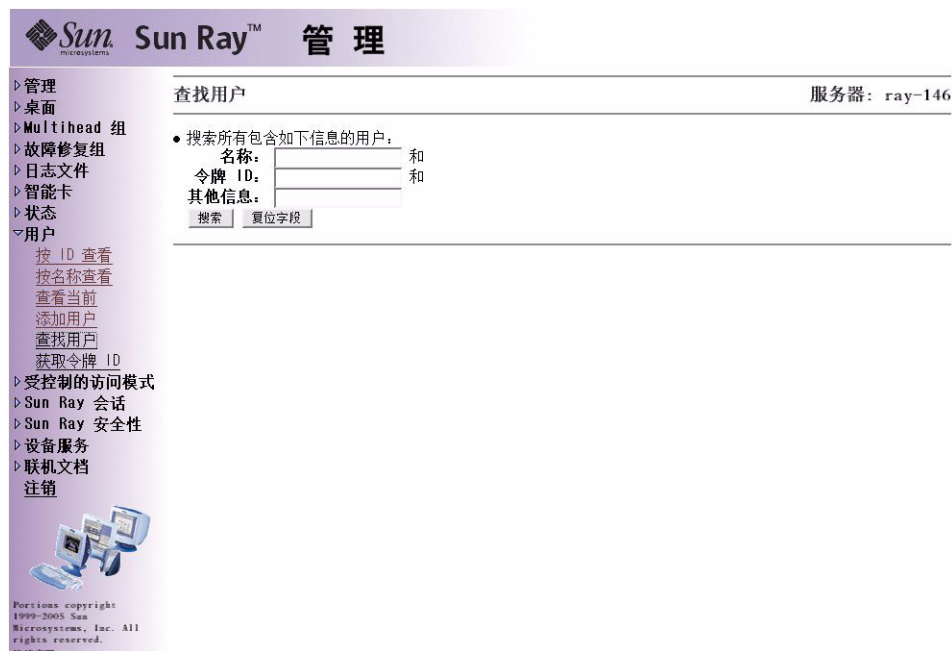 Sun microsystems Sun Ray™ 管理
▷管理
▷桌面
▷Multihead 组
▷故障修复组
▷日志文件
▷智能卡
▷状态
▽用户
按 ID 查看
按名称查看
查看当前
添加用户
查找用户
获取令牌 ID
▷受控制的访问模式
▷Sun Ray 会话
▷Sun Ray 安全性
▷设备服务
▷联机文档
注销
Portions copyright
1999-2005 Sun
Microsystems, Inc. All
rights reserved.
查找用户 服务器: ray-146
● 搜索所有包含如下信息的用户:
名称: 和
令牌 ID: 和
其他信息:
搜索 复位字段